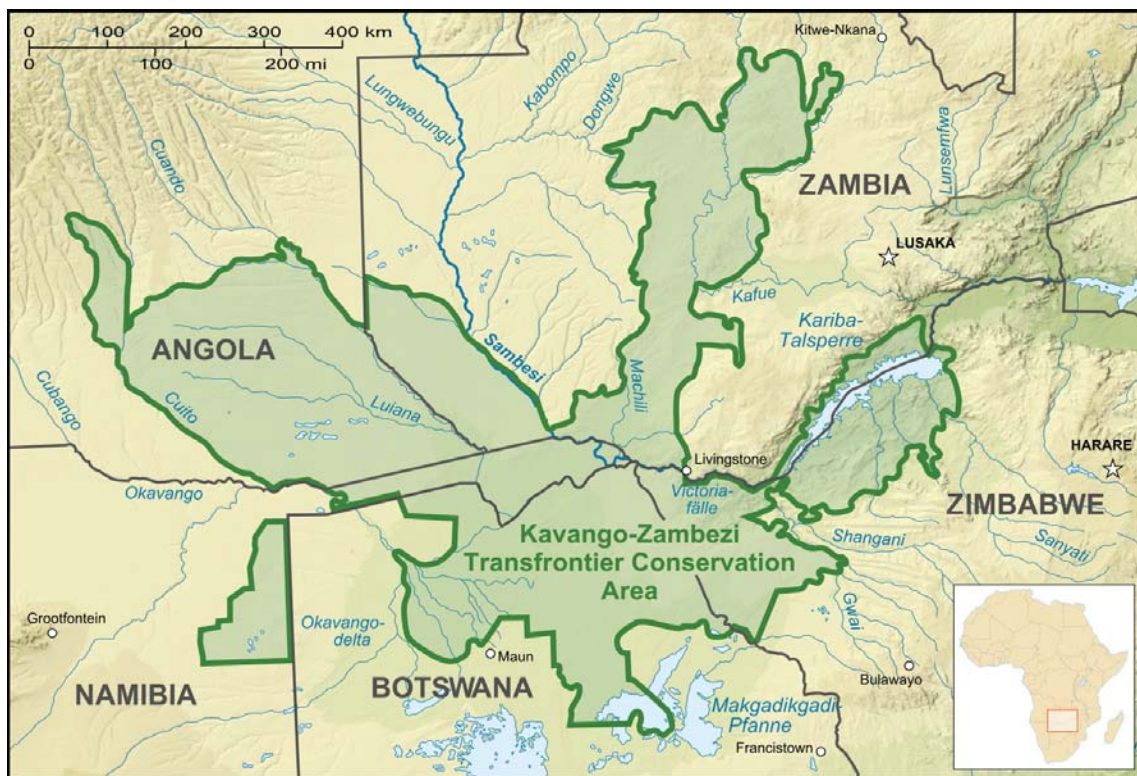 0 100 200 300 400 km
0 100 200 mi
Kitwe-Nkana
Kabompo
Lungwebungu
Dongwe
Cuando
Lunsemfwa
ZAMBIA
LUSAKA
Kafue
Kariba-
Talsperre
ANGOLA
Sambesi
Machili
Cubango
Cuito
Luiana
HARARE
Livingstone
Okavango
Victoria-
fälle
ZIMBABWE
Kavango-Zambezi
Transfrontier Conservation
Area
Shangani
Sanyati
Gwai
Grootfontein
Okavango-
delta
Maun
Bulawayo
NAMIBIA
BOTSWANA
Makgadikgadi-
Pfanne
Francistown